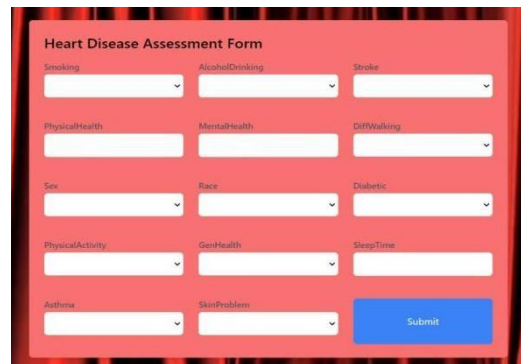 Heart Disease Assessment Form
Smoking AlcoholDrinking Stroke
PhysicalHealth MentalHealth DiffWalking
Sex Race Diabetic
PhysicalActivity GenHealth SleepTime
Asthma SkinProblem
Submit